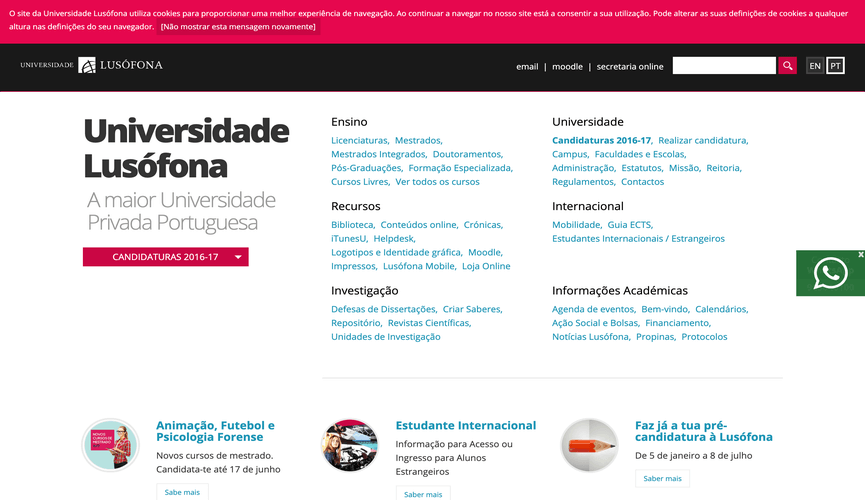 O site da Universidade Lusófona utiliza cookies para proporcionar uma melhor experiência de navegação. Ao continuar a navegar no nosso site está a consentir a sua utilização. Pode alterar as suas definições de cookies a qualquer
altura nas definições do seu navegador. [Não mostrar esta mensagem novamente]
UNIVERSIDADE LUSÓFONA
email | moodle | secretaria online
EN PT
Universidade
Lusófona
A maior Universidade
Privada Portuguesa
CANDIDATURAS 2016-17
Ensino
Licenciaturas, Mestrados,
Mestrados Integrados, Doutoramentos,
Pós-Graduações, Formação Especializada,
Cursos Livres, Ver todos os cursos
Universidade
Candidaturas 2016-17, Realizar candidatura,
Campus, Faculdades e Escolas,
Administração, Estatutos, Missão, Reitoria,
Regulamentos, Contactos
Recursos
Biblioteca, Conteúdos online, Crónicas,
iTunesU, Helpdesk,
Logotipos e Identidade gráfica, Moodle,
Impressos, Lusófona Mobile, Loja Online
Internacional
Mobilidade, Guia ECTS,
Estudantes Internacionais / Estrangeiros
x
Investigação
Defesas de Dissertações, Criar Saberes,
Repositório, Revistas Científicas,
Unidades de Investigação
Informações Académicas
Agenda de eventos, Bem-vindo, Calendários,
Ação Social e Bolsas, Financiamento,
Notícias Lusófona, Propinas, Protocolos
NOVOS
CURSOS DE
MESTRADO
Animação, Futebol e
Psicologia Forense
Novos cursos de mestrado.
Candidata-te até 17 de junho
Sabe mais
Estudante Internacional
Informação para Acesso ou
Ingresso para Alunos
Estrangeiros
Saber mais
Faz já a tua pré-
candidatura à Lusófona
De 5 de janeiro a 8 de julho
Saber mais